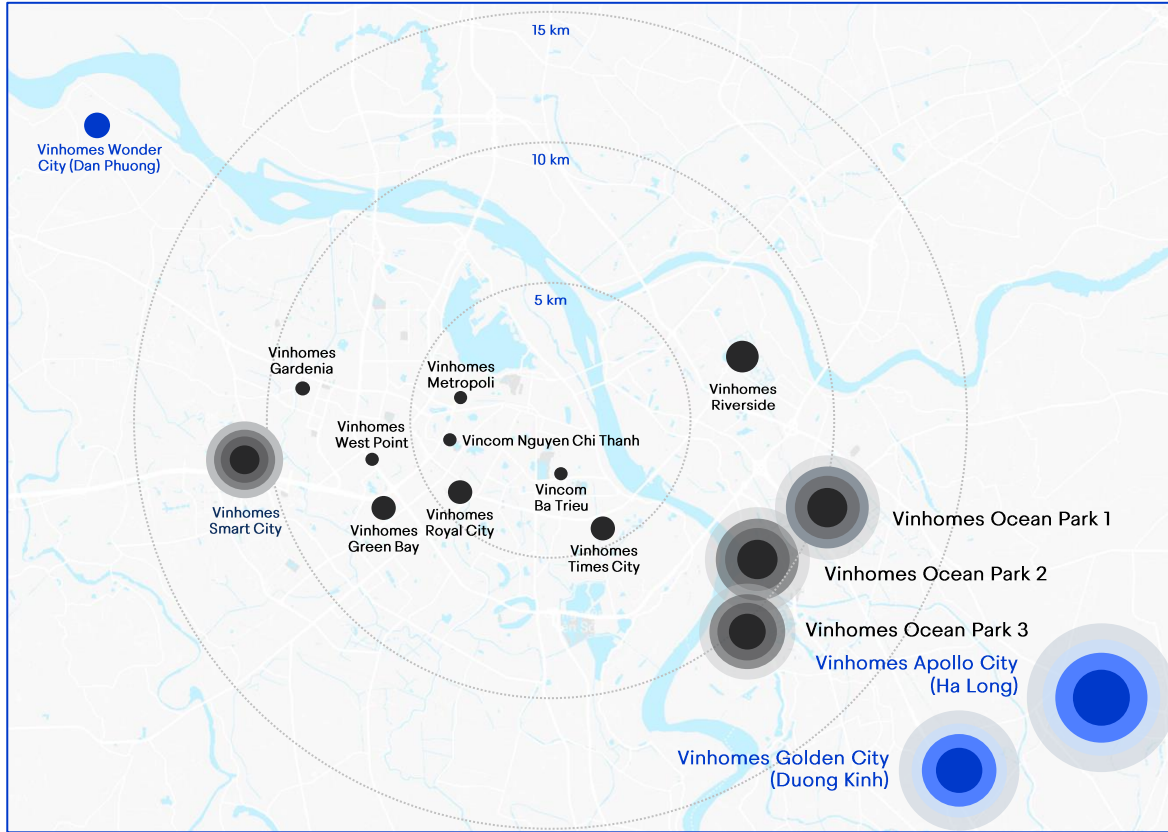 15 km
Vinhomes Wonder
City (Dan Phuong)
10 km
5 km
Vinhomes
Gardenia
Vinhomes
Metropoli
Vinhomes
Riverside
Vinhomes
West Point
Vincom Nguyen Chi Thanh
Vincom
Ba Trieu
Vinhomes
Smart City
Vinhomes
Green Bay
Vinhomes
Royal City
Vinhomes
Times City
Vinhomes Ocean Park 1
Vinhomes Ocean Park 2
Vinhomes Ocean Park 3
Vinhomes Apollo City
(Ha Long)
Vinhomes Golden City
(Duong Kinh)